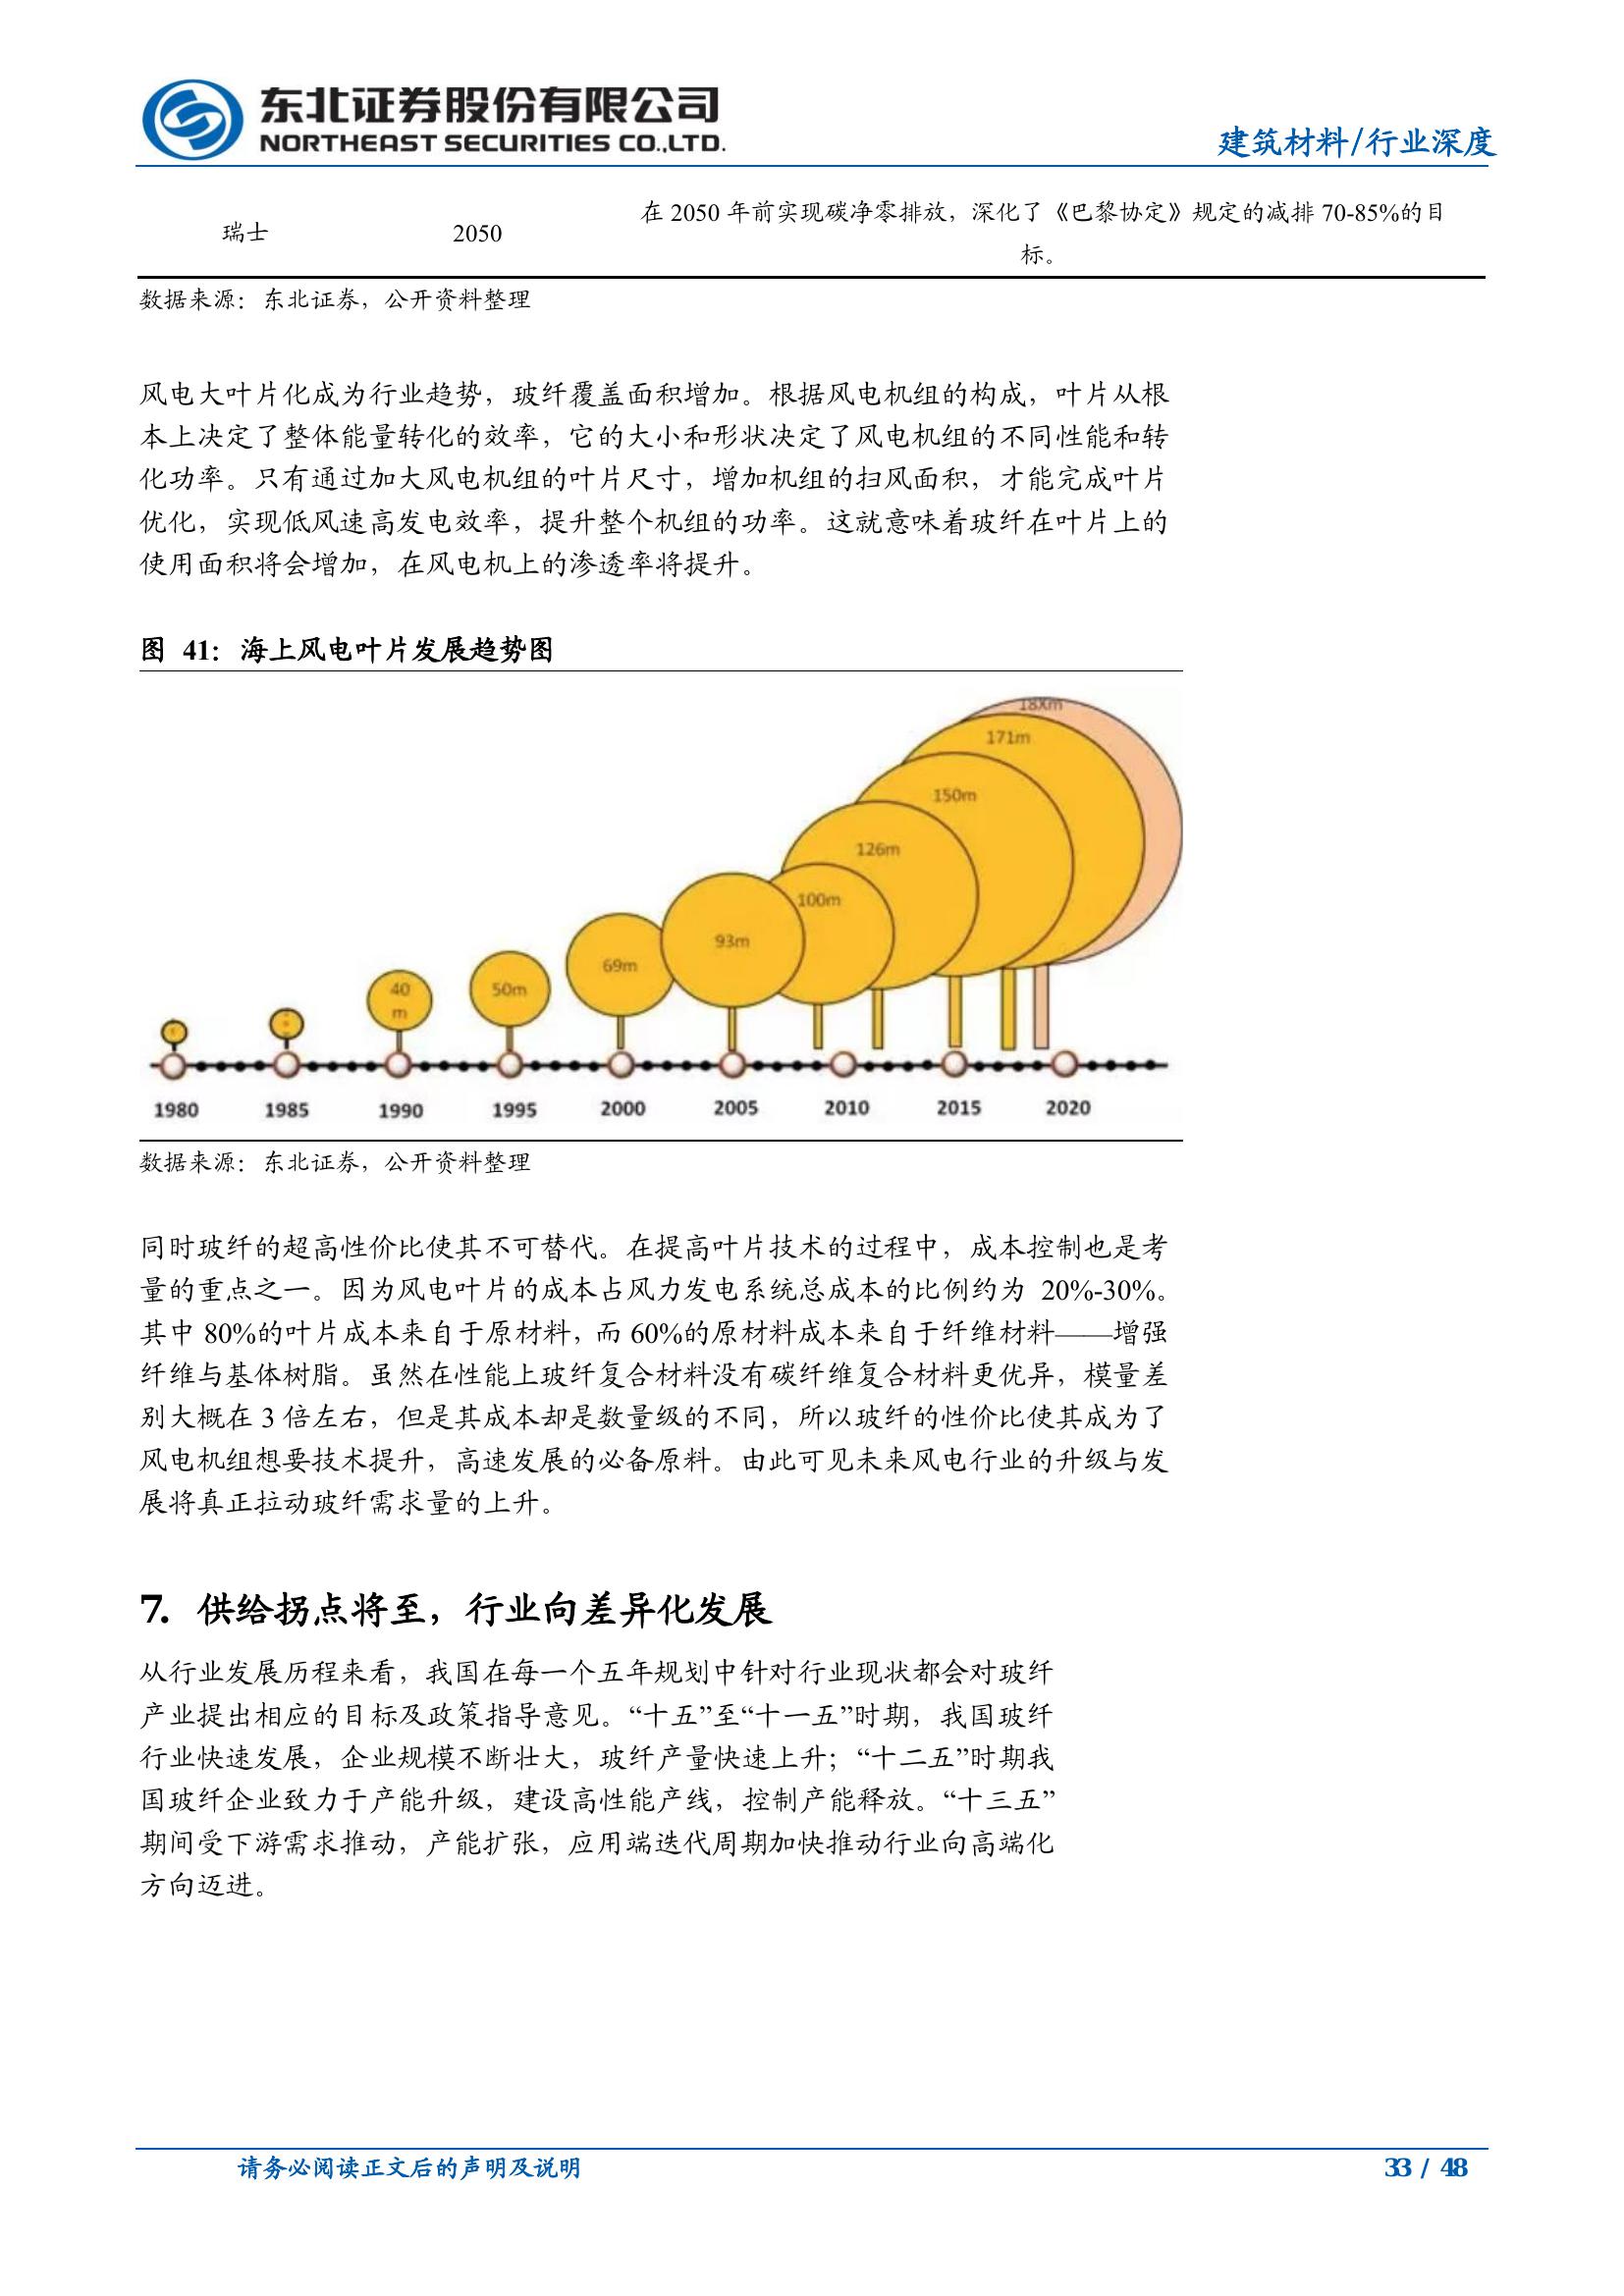 东北证券股份有限公司
NORTHEAST SECURITIES CO.,LTD.
建筑材料/行业深度
瑞士 2050 在 2050 年前实现碳净零排放，深化了《巴黎协定》规定的减排 70-85%的目
标。
数据来源：东北证券，公开资料整理
风电大叶片化成为行业趋势，玻纤覆盖面积增加。根据风电机组的构成，叶片从根
本上决定了整体能量转化的效率，它的大小和形状决定了风电机组的不同性能和转
化功率。只有通过加大风电机组的叶片尺寸，增加机组的扫风面积，才能完成叶片
优化，实现低风速高发电效率，提升整个机组的功率。这就意味着玻纤在叶片上的
使用面积将会增加，在风电机上的渗透率将提升。
图 41：海上风电叶片发展趋势图
18Xm
171m
150m
126m
100m
93m
69m
50m
40
m
1980 1985 1990 1995 2000 2005 2010 2015 2020
数据来源：东北证券，公开资料整理
同时玻纤的超高性价比使其不可替代。在提高叶片技术的过程中，成本控制也是考
量的重点之一。因为风电叶片的成本占风力发电系统总成本的比例约为 20%-30%。
其中 80%的叶片成本来自于原材料，而 60%的原材料成本来自于纤维材料——增强
纤维与基体树脂。虽然在性能上玻纤复合材料没有碳纤维复合材料更优异，模量差
别大概在 3 倍左右，但是其成本却是数量级的不同，所以玻纤的性价比使其成为了
风电机组想要技术提升，高速发展的必备原料。由此可见未来风电行业的升级与发
展将真正拉动玻纤需求量的上升。
7. 供给拐点将至，行业向差异化发展
从行业发展历程来看，我国在每一个五年规划中针对行业现状都会对玻纤
产业提出相应的目标及政策指导意见。“十五”至“十一五”时期，我国玻纤
行业快速发展，企业规模不断壮大，玻纤产量快速上升；“十二五”时期我
国玻纤企业致力于产能升级，建设高性能产线，控制产能释放。“十三五”
期间受下游需求推动，产能扩张，应用端迭代周期加快推动行业向高端化
方向迈进。
请务必阅读正文后的声明及说明 33 / 48